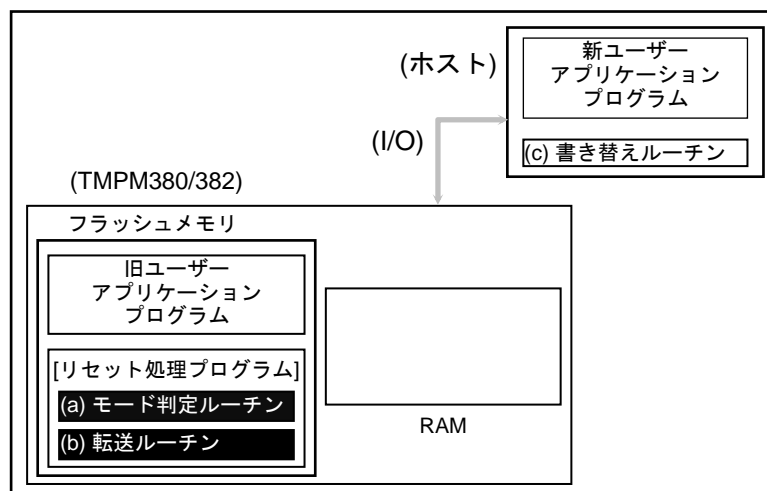 (ホスト)
新ユーザー
アプリケーション
プログラム
(c) 書き替えルーチン
(I/O)
(TMPM380/382)
フラッシュメモリ
旧ユーザー
アプリケーション
プログラム
[リセット処理プログラム]
(a) モード判定ルーチン
(b) 転送ルーチン
RAM